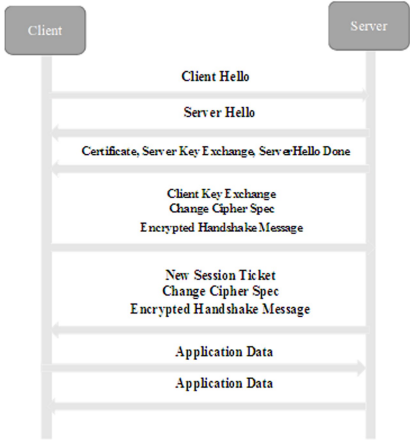 Client
Server
Client Hello
Server Hello
Certificate, Server Key Exchange, ServerHello Done
Client Key Exchange
Change Cipher Spec
Encrypted Handshake Message
New Session Ticket
Change Cipher Spec
Encrypted Handshake Message
Application Data
Application Data